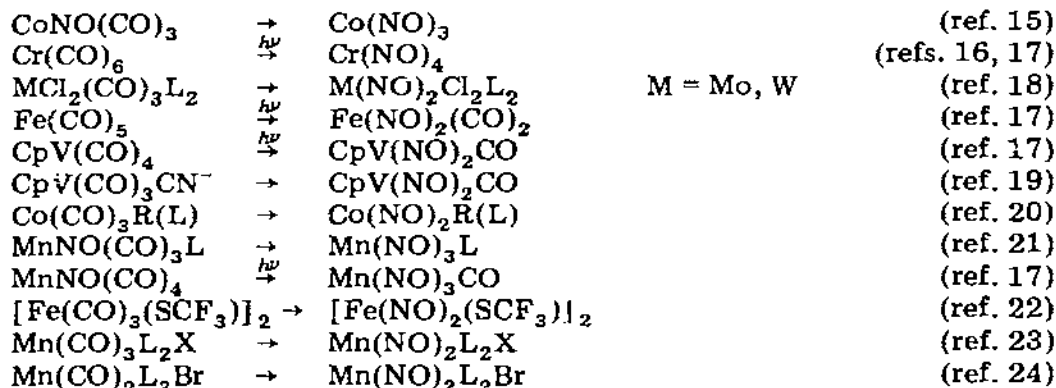 CoNO(CO)₃ → Co(NO)₃ (ref. 15)
Cr(CO)₆ hν→ Cr(NO)₄ (refs. 16, 17)
MCl₂(CO)₃L₂ → M(NO)₂Cl₂L₂ M = Mo, W (ref. 18)
Fe(CO)₅ hν→ Fe(NO)₂(CO)₂ (ref. 17)
CpV(CO)₄ hν→ CpV(NO)₂CO (ref. 17)
CpV(CO)₃CN⁻ → CpV(NO)₂CO (ref. 19)
Co(CO)₃R(L) → Co(NO)₂R(L) (ref. 20)
MnNO(CO)₃L → Mn(NO)₃L (ref. 21)
MnNO(CO)₄ hν→ Mn(NO)₃CO (ref. 17)
[Fe(CO)₃(SCF₃)]₂ → [Fe(NO)₂(SCF₃)]₂ (ref. 22)
Mn(CO)₃L₂X → Mn(NO)₂L₂X (ref. 23)
Mn(CO)₃L₂Br → Mn(NO)₂L₂Br (ref. 24)